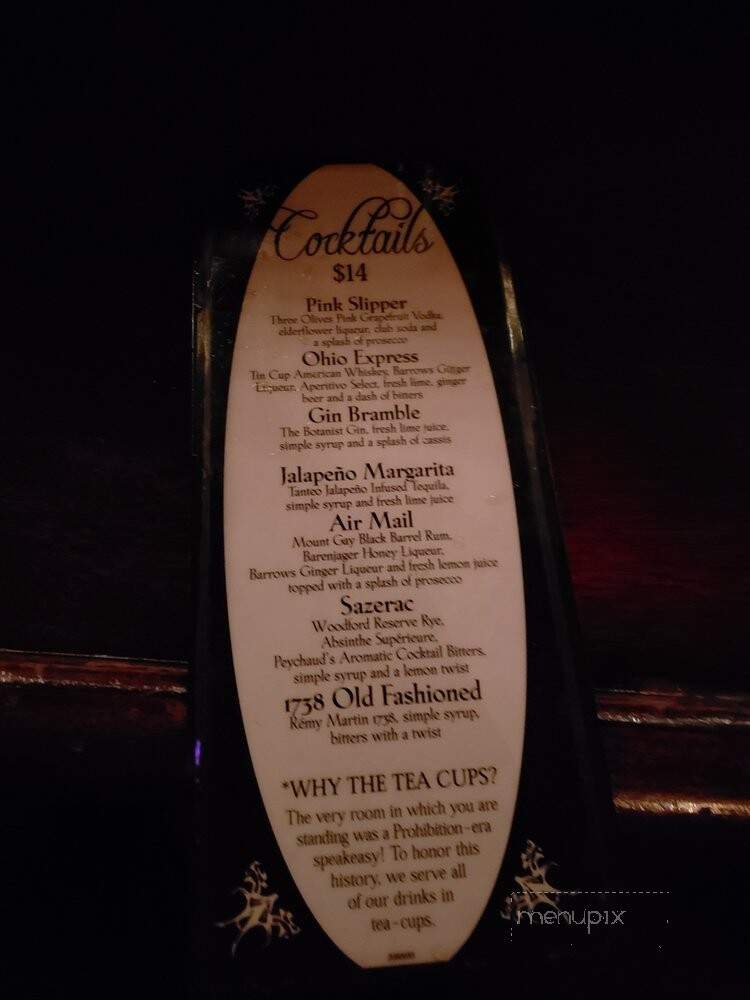 Cocktails
$14
Pink Slipper
Three Olives Pink Grapefruit Vodka,
elderflower liqueur, club soda and
a splash of prosecco
Ohio Express
Tin Cup American Whiskey, Barrows Ginger
Liqueur, Aperitivo Select, fresh lime, ginger
beer and a dash of bitters
Gin Bramble
The Botanist Gin, fresh lime juice,
simple syrup and a splash of cassis
Jalapeño Margarita
Tanteo Jalapeño Infused Tequila,
simple syrup and fresh lime juice
Air Mail
Mount Gay Black Barrel Rum,
Barenjager Honey Liqueur,
Barrows Ginger Liqueur and fresh lemon juice
topped with a splash of prosecco
Sazerac
Woodford Reserve Rye,
Absinthe Supérieure,
Peychaud's Aromatic Cocktail Bitters,
simple syrup and a lemon twist
1738 Old Fashioned
Rémy Martin 1738, simple syrup,
bitters with a twist
*WHY THE TEA CUPS?
The very room in which you are
standing was a Prohibition-era
speakeasy! To honor this
history, we serve all
of our drinks in
tea-cups.
menupix